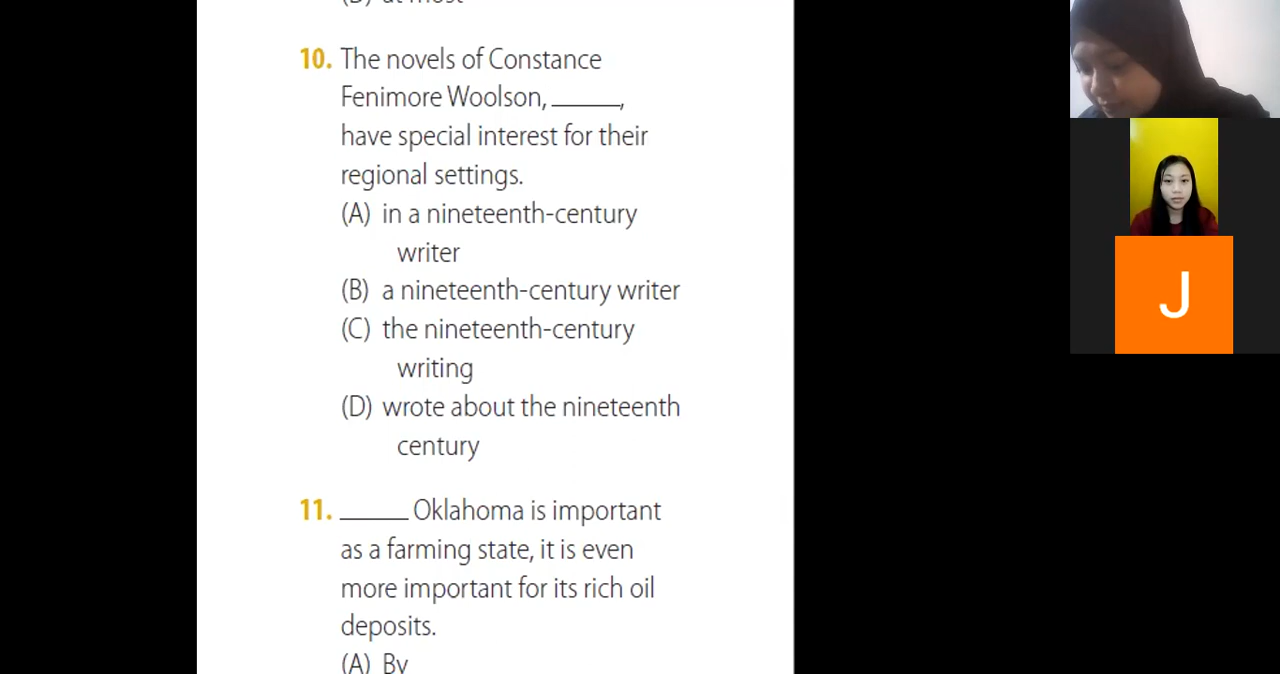 (D) at most
10. The novels of Constance
Fenimore Woolson, ______,
have special interest for their
regional settings.
(A) in a nineteenth-century
writer
(B) a nineteenth-century writer
(C) the nineteenth-century
writing
(D) wrote about the nineteenth
century
11. ______ Oklahoma is important
as a farming state, it is even
more important for its rich oil
deposits.
(A) By
J